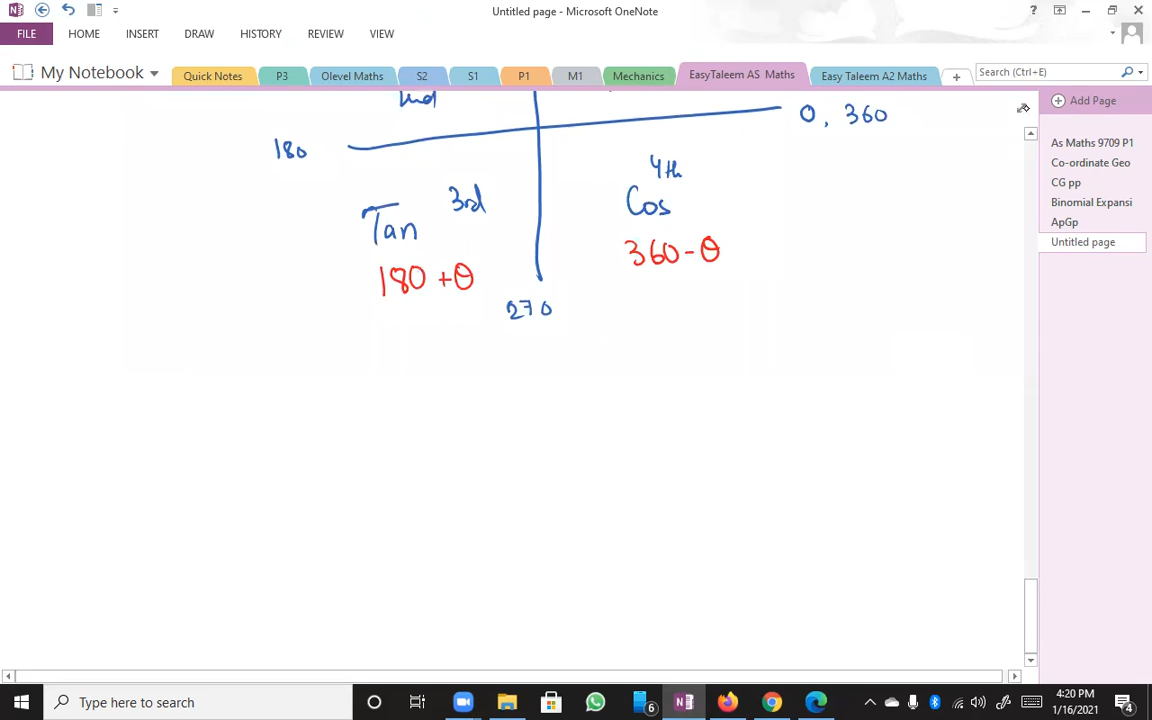 Untitled page - Microsoft OneNote
?
FILE HOME INSERT DRAW HISTORY REVIEW VIEW
My Notebook Quick Notes P3 Olevel Maths S2 S1 P1 M1 Mechanics EasyTaleem AS Maths Easy Taleem A2 Maths + Search (Ctrl+E)
Add Page
As Maths 9709 P1
Co-ordinate Geo
CG pp
Binomial Expansi
ApGp
Untitled page
0, 360
180
4th
3rd
Cos
Tan
360-θ
180 +θ
270
Type here to search
6
4:20 PM
1/16/2021
4